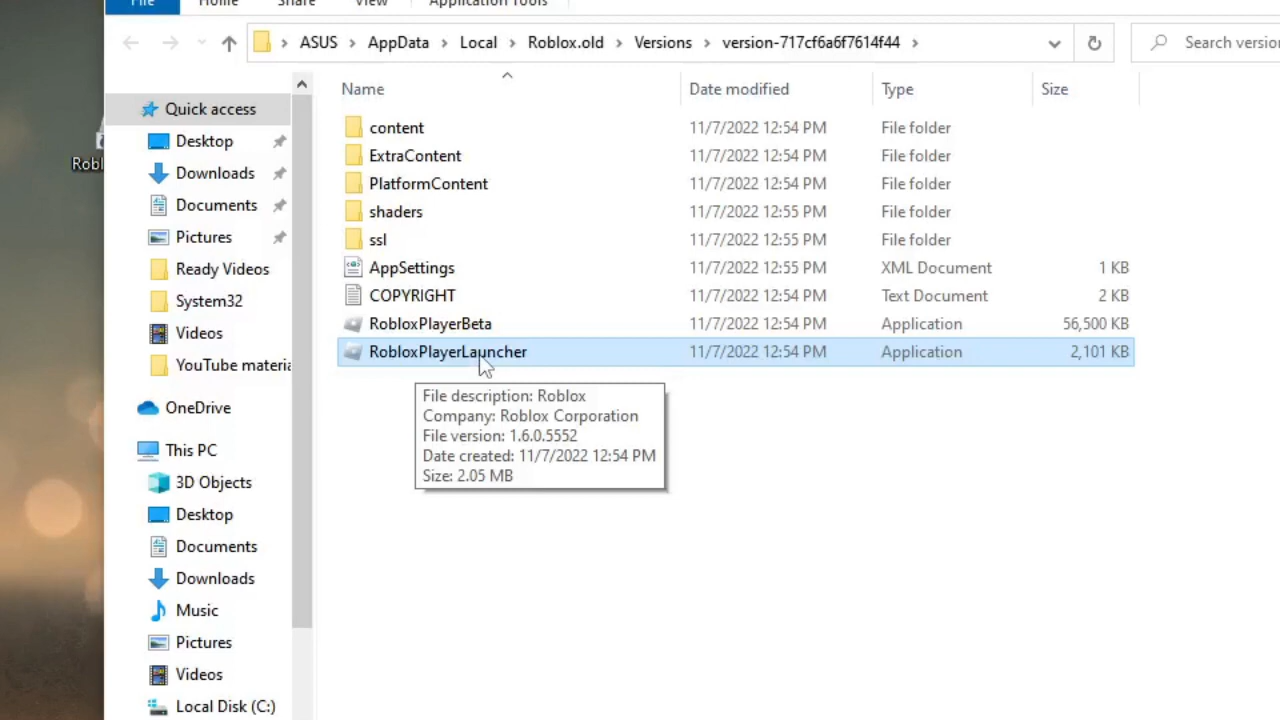 File Home Share View Application Tools
ASUS > AppData > Local > Roblox.old > Versions > version-717cf6a6f7614f44 >
Search versio
Name Date modified Type Size
Quick access
Desktop
Downloads
Documents
Pictures
Ready Videos
System32
Videos
YouTube materia
OneDrive
This PC
3D Objects
Desktop
Documents
Downloads
Music
Pictures
Videos
Local Disk (C:)
Robl
content 11/7/2022 12:54 PM File folder
ExtraContent 11/7/2022 12:54 PM File folder
PlatformContent 11/7/2022 12:54 PM File folder
shaders 11/7/2022 12:55 PM File folder
ssl 11/7/2022 12:55 PM File folder
AppSettings 11/7/2022 12:55 PM XML Document 1 KB
COPYRIGHT 11/7/2022 12:54 PM Text Document 2 KB
RobloxPlayerBeta 11/7/2022 12:54 PM Application 56,500 KB
RobloxPlayerLauncher 11/7/2022 12:54 PM Application 2,101 KB
File description: Roblox
Company: Roblox Corporation
File version: 1.6.0.5552
Date created: 11/7/2022 12:54 PM
Size: 2.05 MB